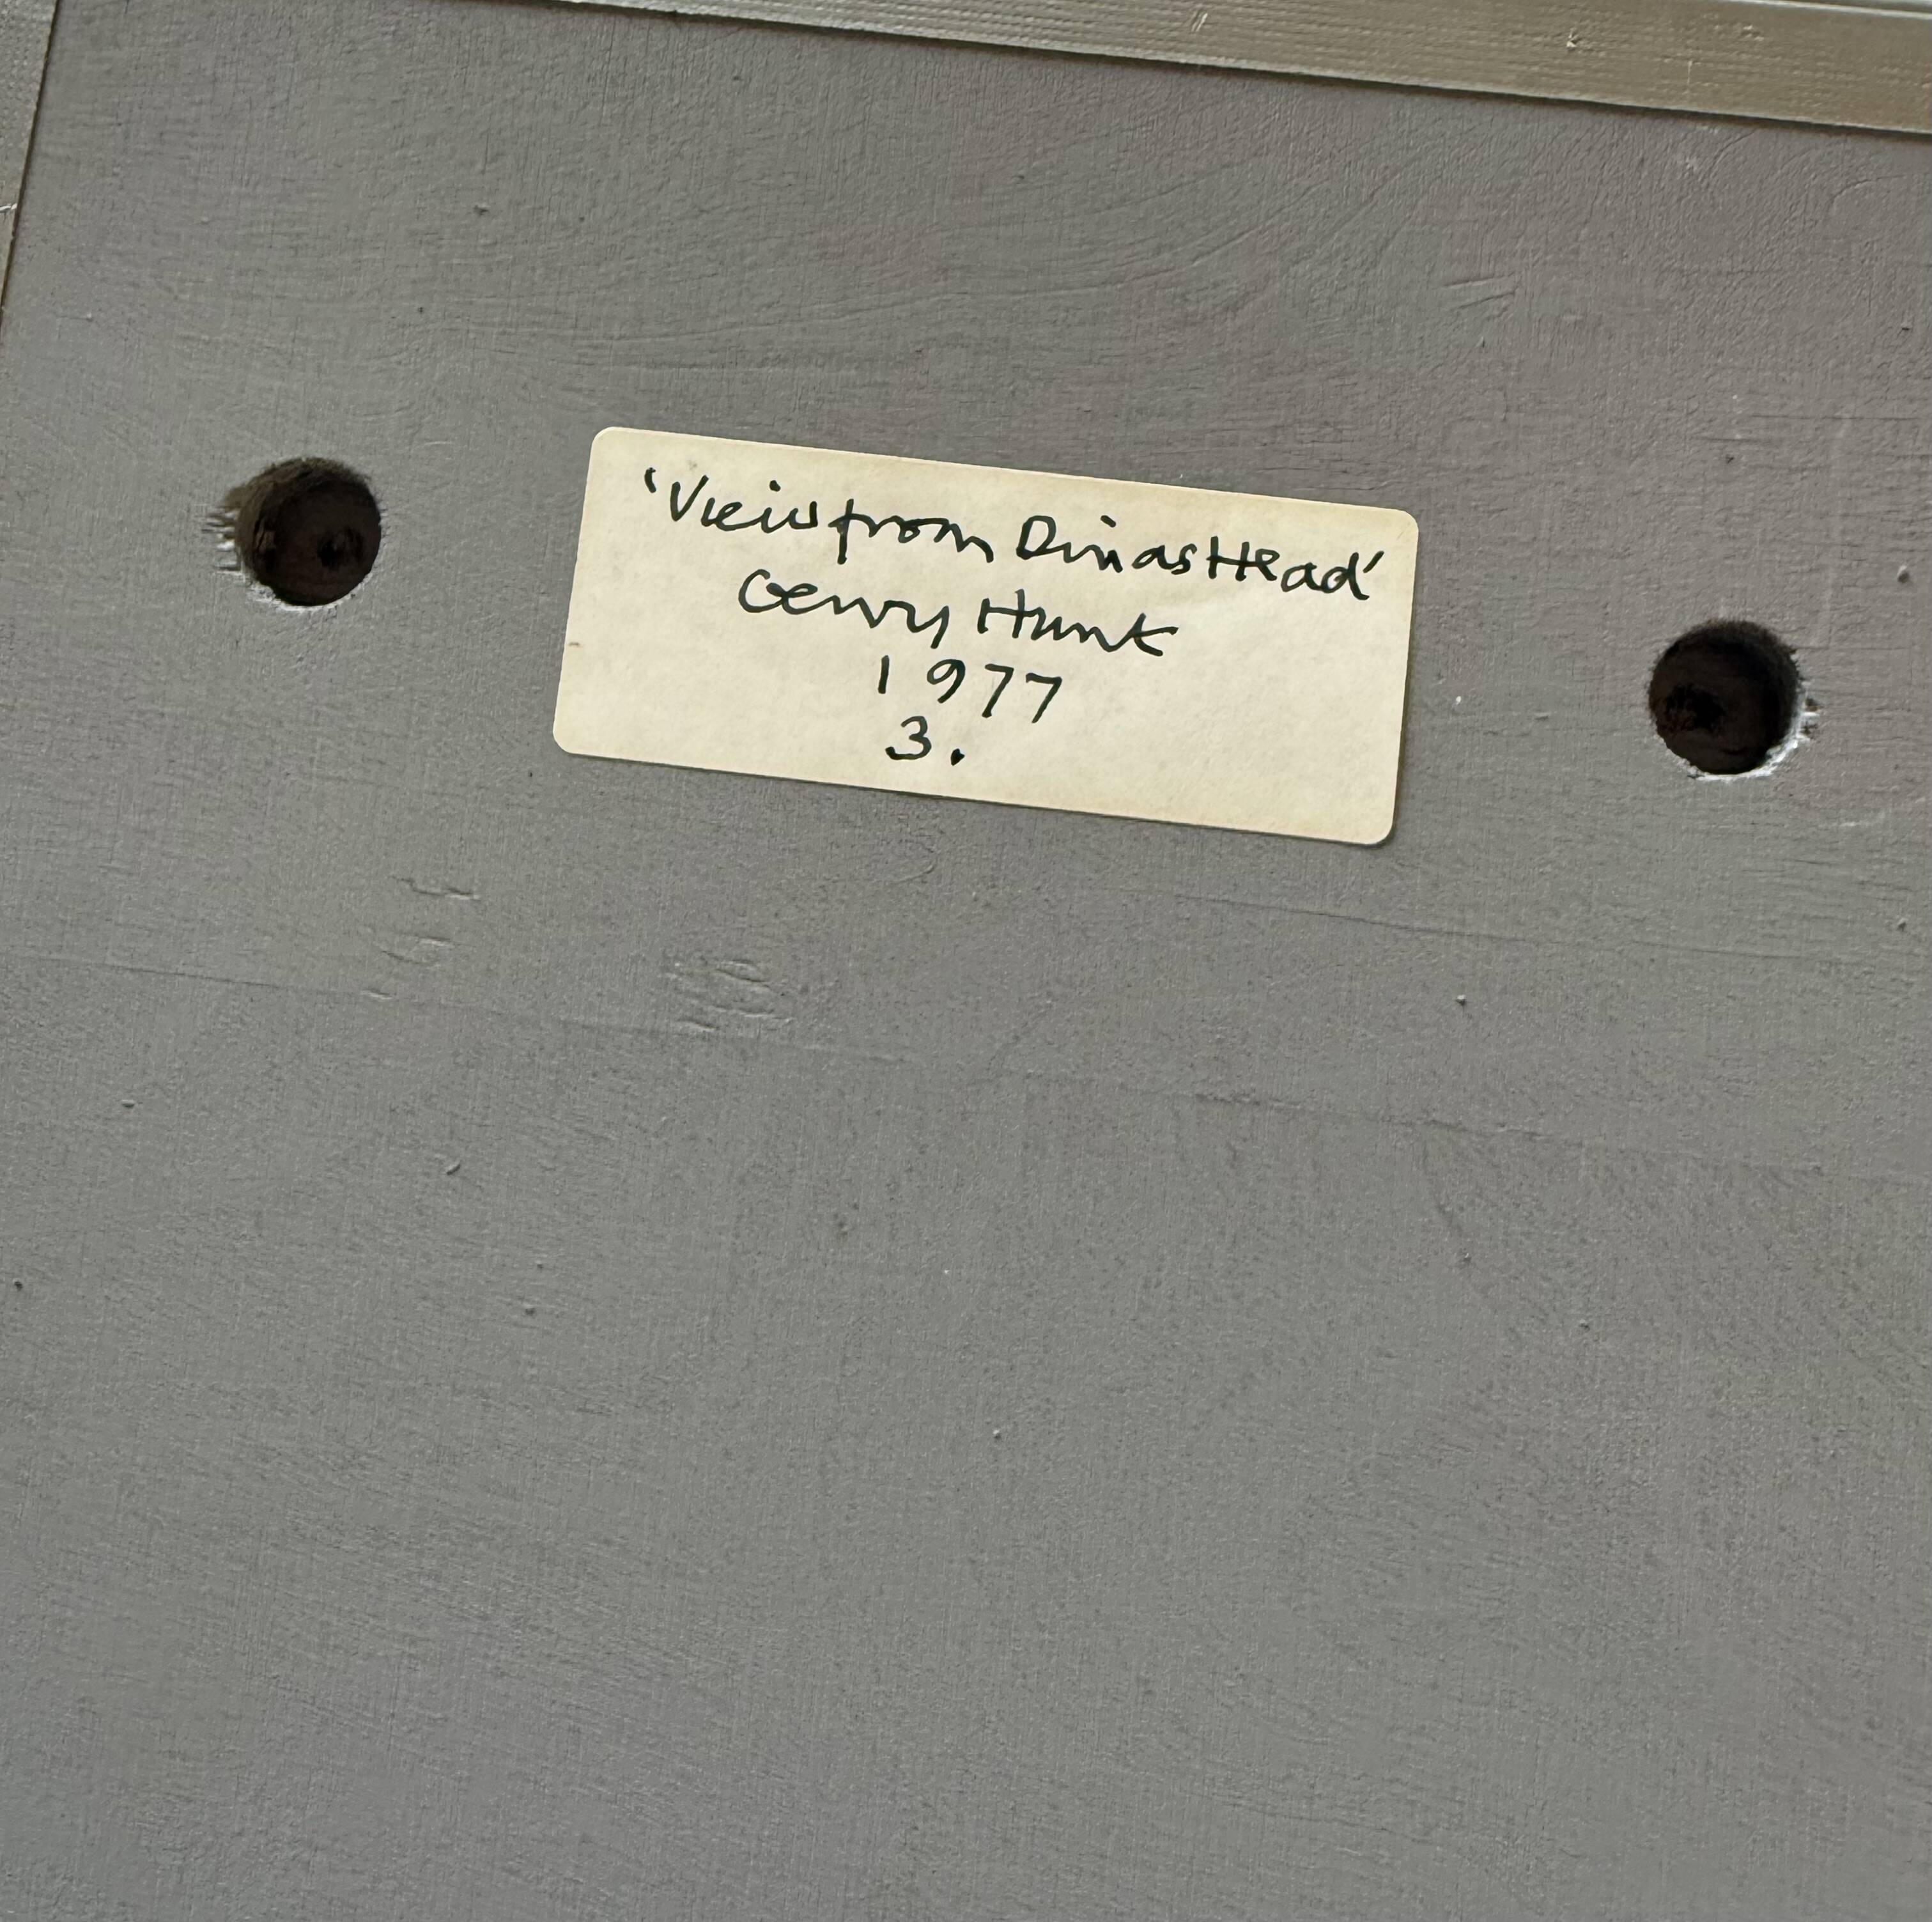 'View from Dinas Head'
Gerry Hunt
1977
3.